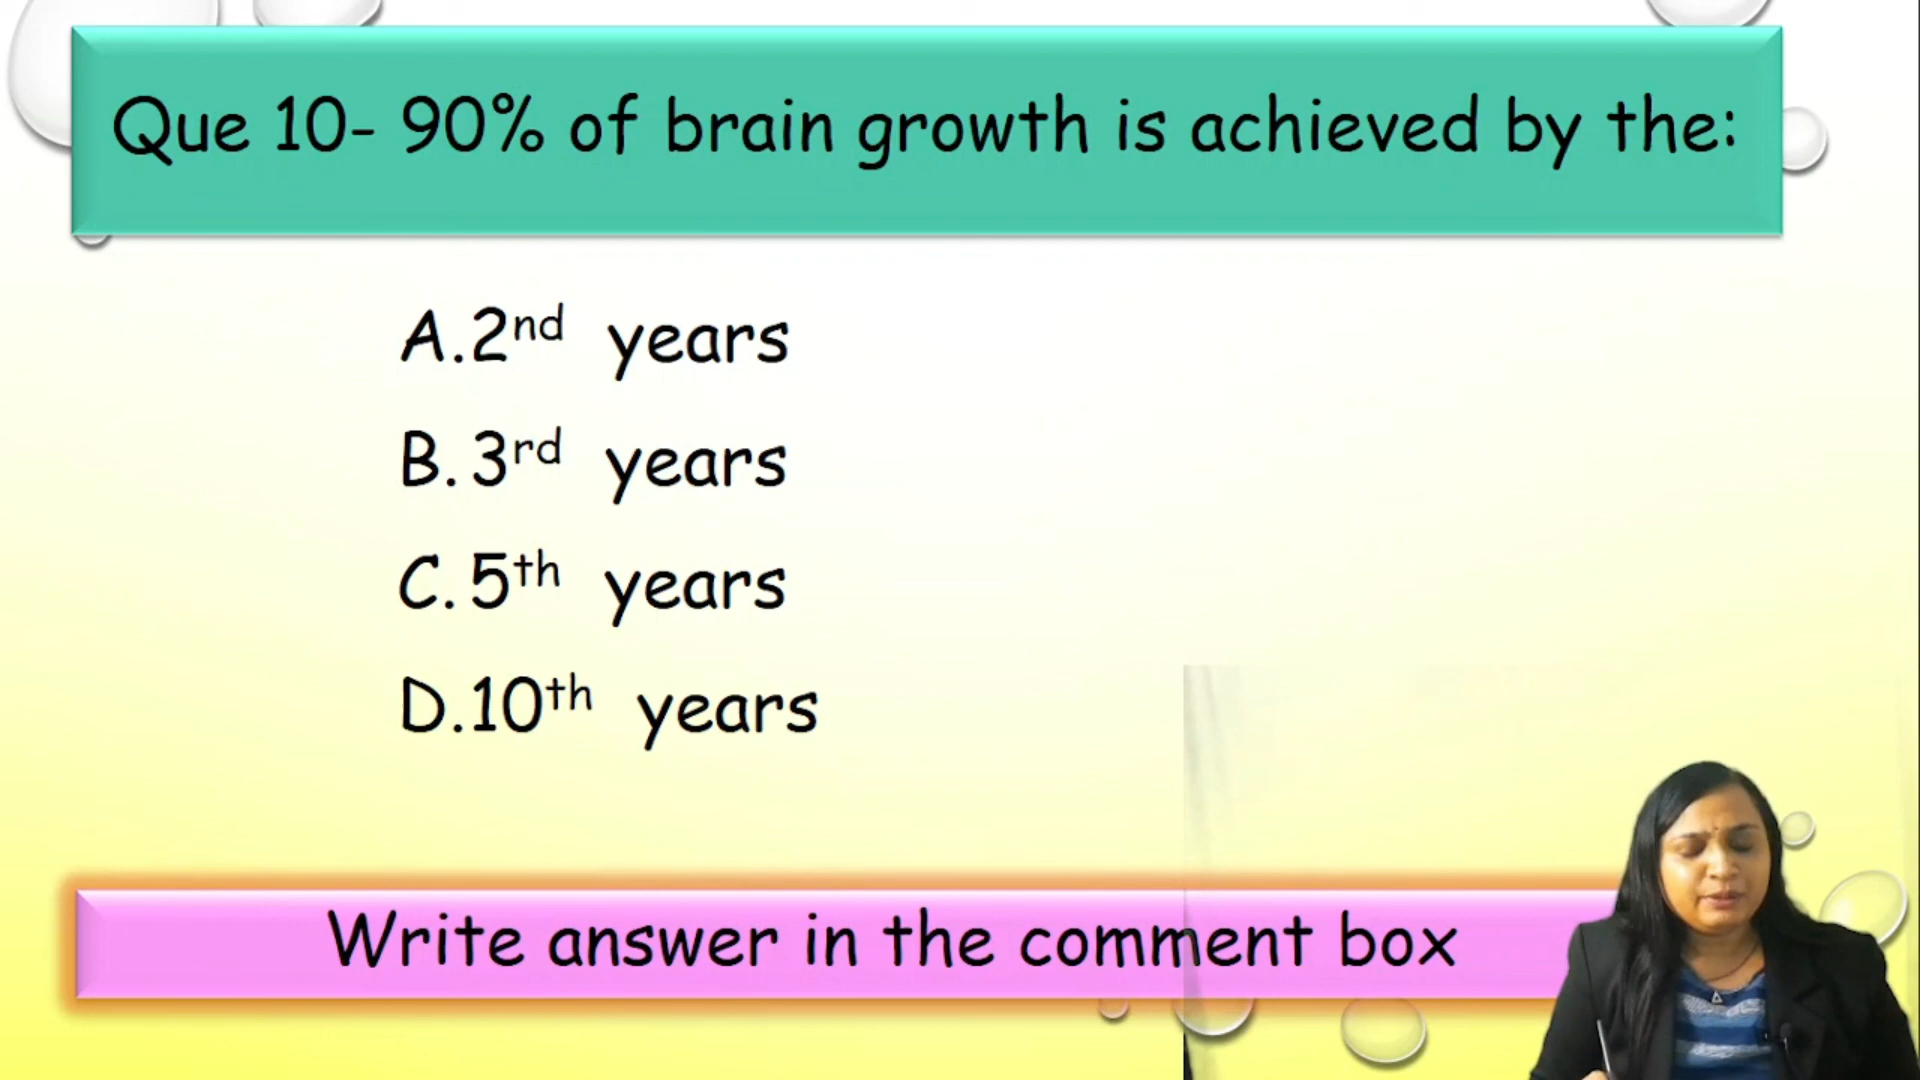 Que 10- 90% of brain growth is achieved by the:
A.2nd years
B. 3rd years
C. 5th years
D.10th years
Write answer in the comment box